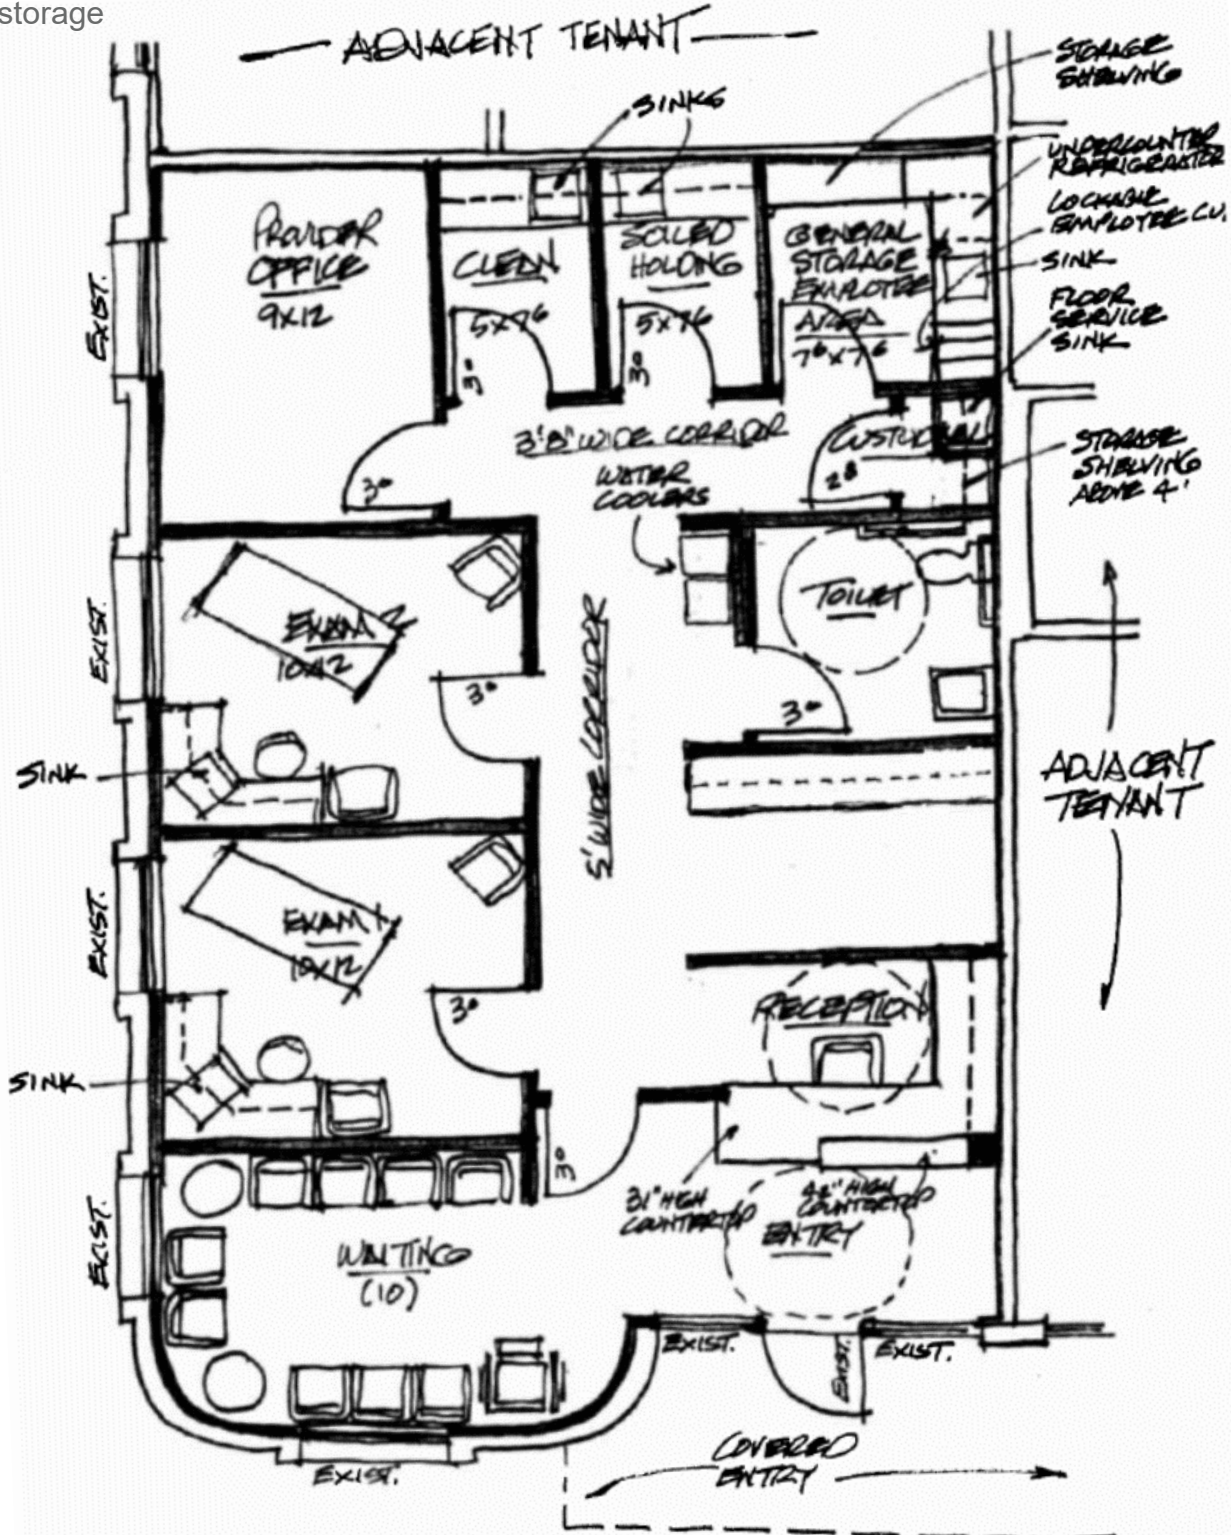 storage
ADJACENT TENANT
STORAGE
SHELVING
SINKS
UNDERCOUNTER
REFRIGERATOR
LOCKABLE
EMPLOYEE CU.
SINK
FLOOR
SERVICE
SINK
PROVIDER
OFFICE
9X12
CLEAN
5X7⁶
3⁰
SOILED
HOLDING
5X7⁶
3⁰
GENERAL
STORAGE
EMPLOYEE
AREA
7⁶X7⁶
EXIST.
3'8" WIDE CORRIDOR
CUSTODIAL
2⁸
3⁰
WATER
COOLERS
STORAGE
SHELVING
ABOVE 4'
EXIST.
EXAM 2
10X12
3⁰
5' WIDE CORRIDOR
TOILET
3⁰
SINK
ADJACENT
TENANT
EXIST.
EXAM 1
10X12
3⁰
RECEPTION
SINK
3⁰
31" HIGH
COUNTERTOP
42" HIGH
COUNTERTOP
ENTRY
EXIST.
WAITING
(10)
EXIST.
EXIST.
EXIST.
EXIST.
COVERED
ENTRY